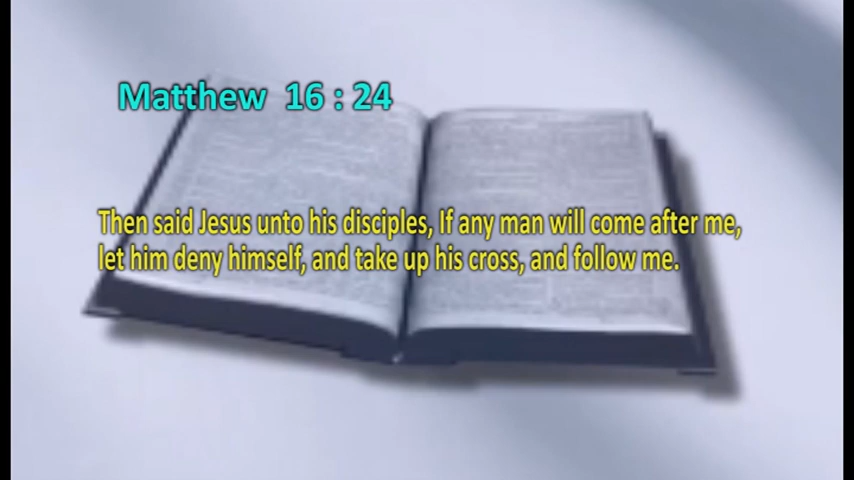 Matthew 16 : 24
Then said Jesus unto his disciples, If any man will come after me,
let him deny himself, and take up his cross, and follow me.